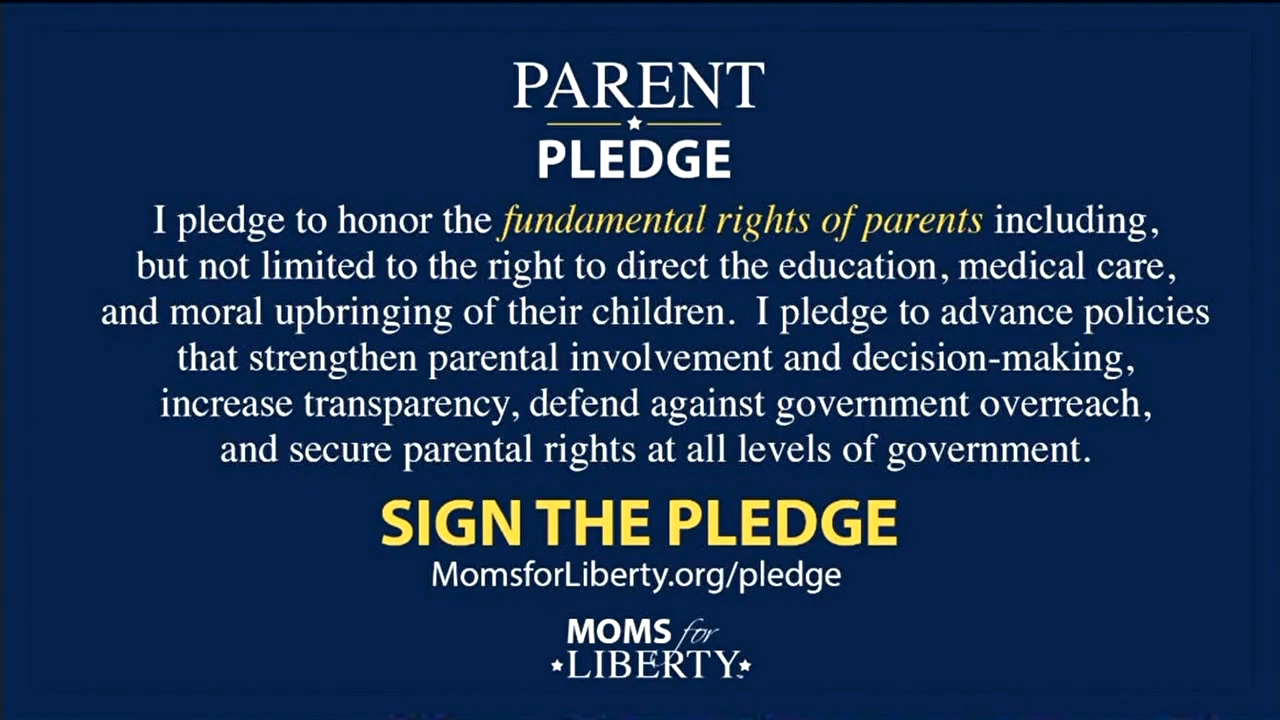 PARENT
PLEDGE
I pledge to honor the fundamental rights of parents including,
but not limited to the right to direct the education, medical care,
and moral upbringing of their children.  I pledge to advance policies
that strengthen parental involvement and decision-making,
increase transparency, defend against government overreach,
and secure parental rights at all levels of government.
SIGN THE PLEDGE
MomsforLiberty.org/pledge
MOMS for
LIBERTY